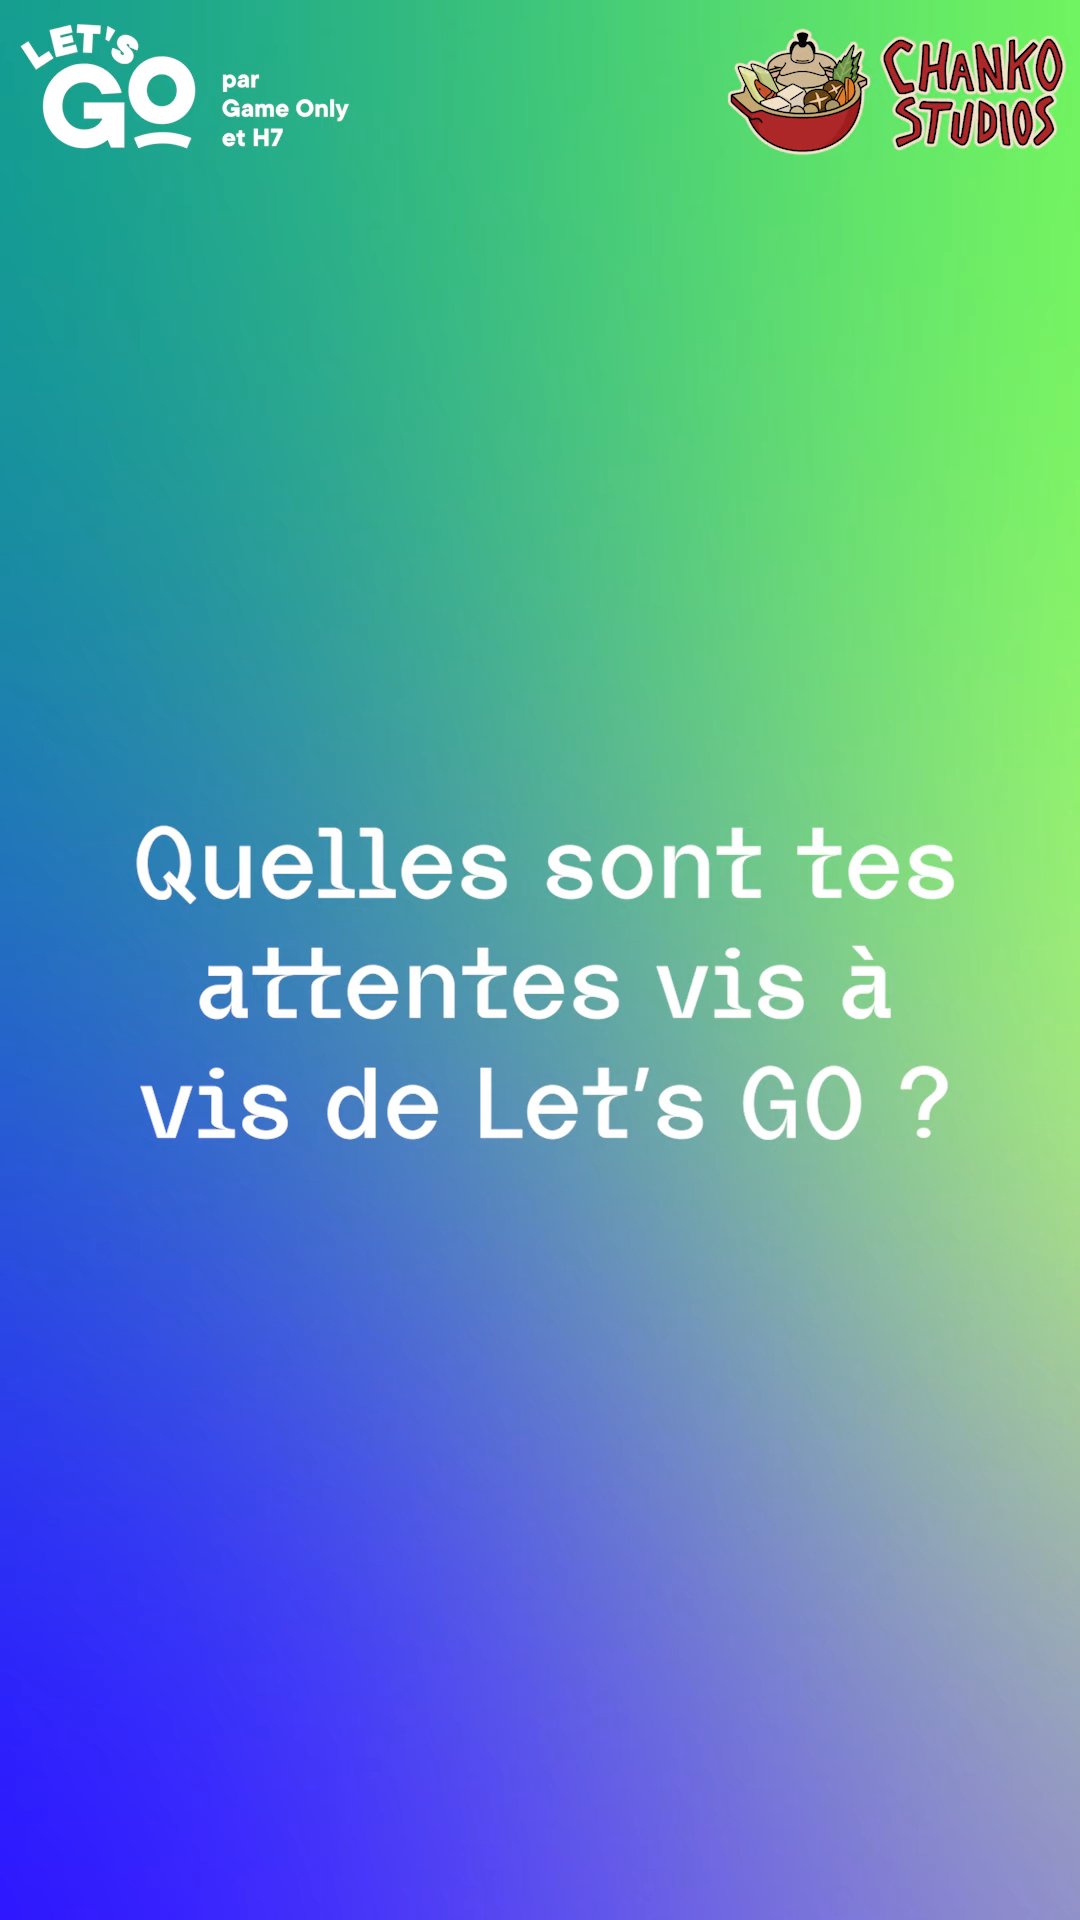 LET'S
GO
par
Game Only
et H7
CHANKO
STUDIOS
Quelles sont tes
attentes vis à
vis de Let's GO ?